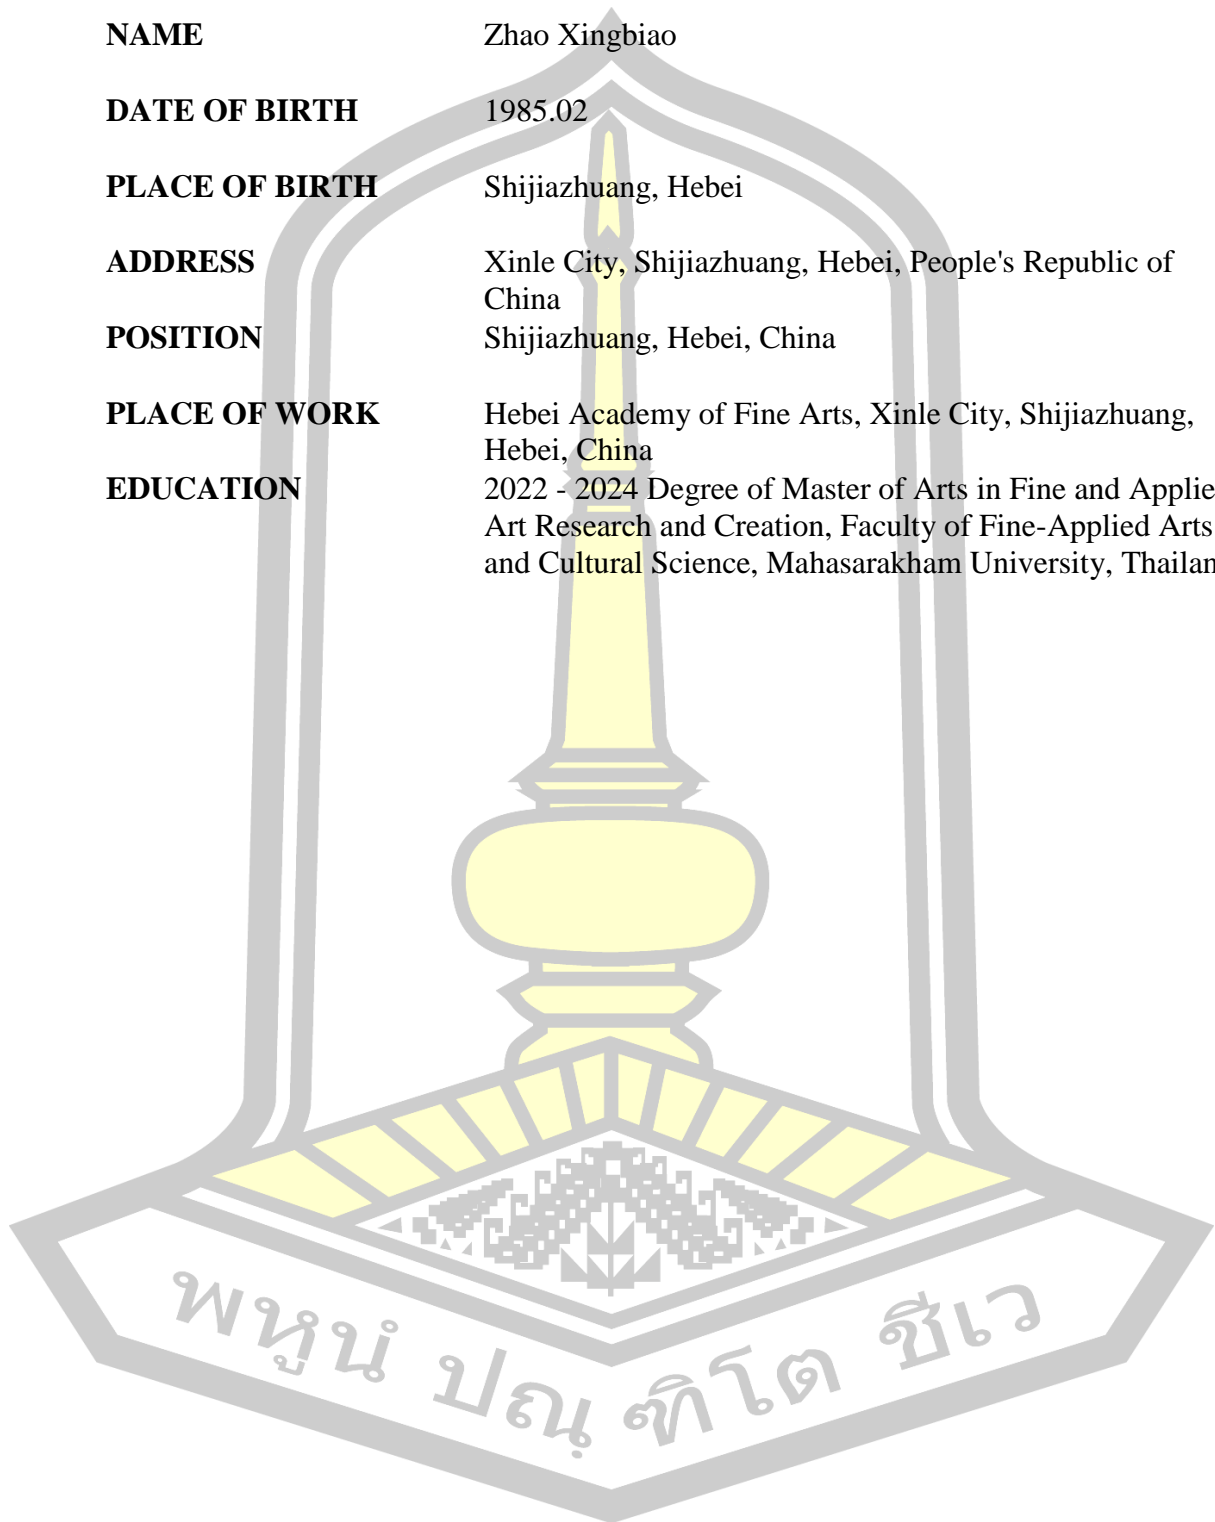 NAME Zhao Xingbiao
DATE OF BIRTH 1985.02
PLACE OF BIRTH Shijiazhuang, Hebei
ADDRESS Xinle City, Shijiazhuang, Hebei, People's Republic of
China
POSITION Shijiazhuang, Hebei, China
PLACE OF WORK Hebei Academy of Fine Arts, Xinle City, Shijiazhuang,
Hebei, China
EDUCATION 2022 - 2024 Degree of Master of Arts in Fine and Applie
Art Research and Creation, Faculty of Fine-Applied Arts
and Cultural Science, Mahasarakham University, Thailan
พหูนํ ปณฺฑิโต ชีเว